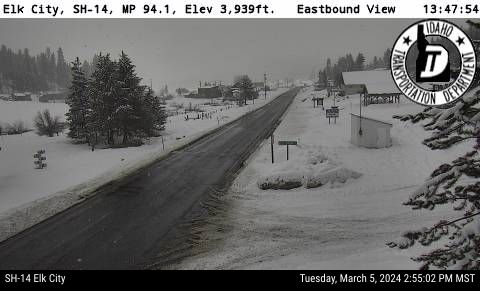 Elk City, SH-14, MP 94.1, Elev 3,939ft. Eastbound View 13:47:54
IDAHO
TRANSPORTATION DEPARTMENT
SH-14 Elk City Tuesday, March 5, 2024 2:55:02 PM MST